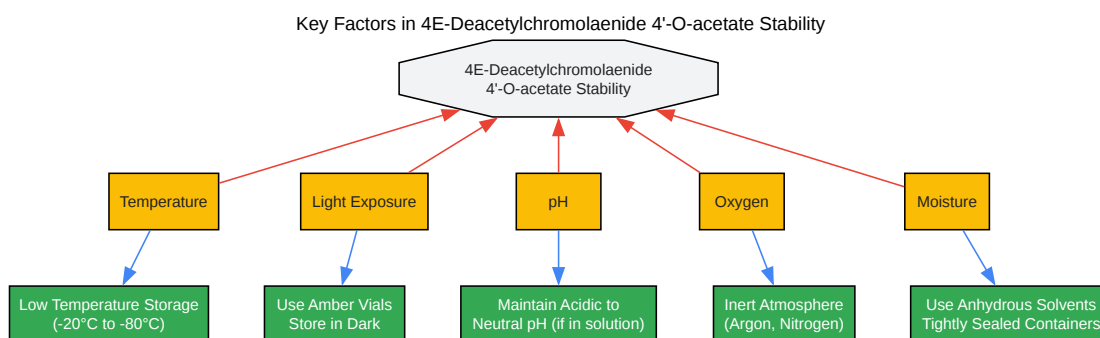 Key Factors in 4E-Deacetylchromolaenide 4'-O-acetate Stability
4E-Deacetylchromolaenide
4'-O-acetate Stability
Temperature
Light Exposure
pH
Oxygen
Moisture
Low Temperature Storage
(-20°C to -80°C)
Use Amber Vials
Store in Dark
Maintain Acidic to
Neutral pH (if in solution)
Inert Atmosphere
(Argon, Nitrogen)
Use Anhydrous Solvents
Tightly Sealed Containers